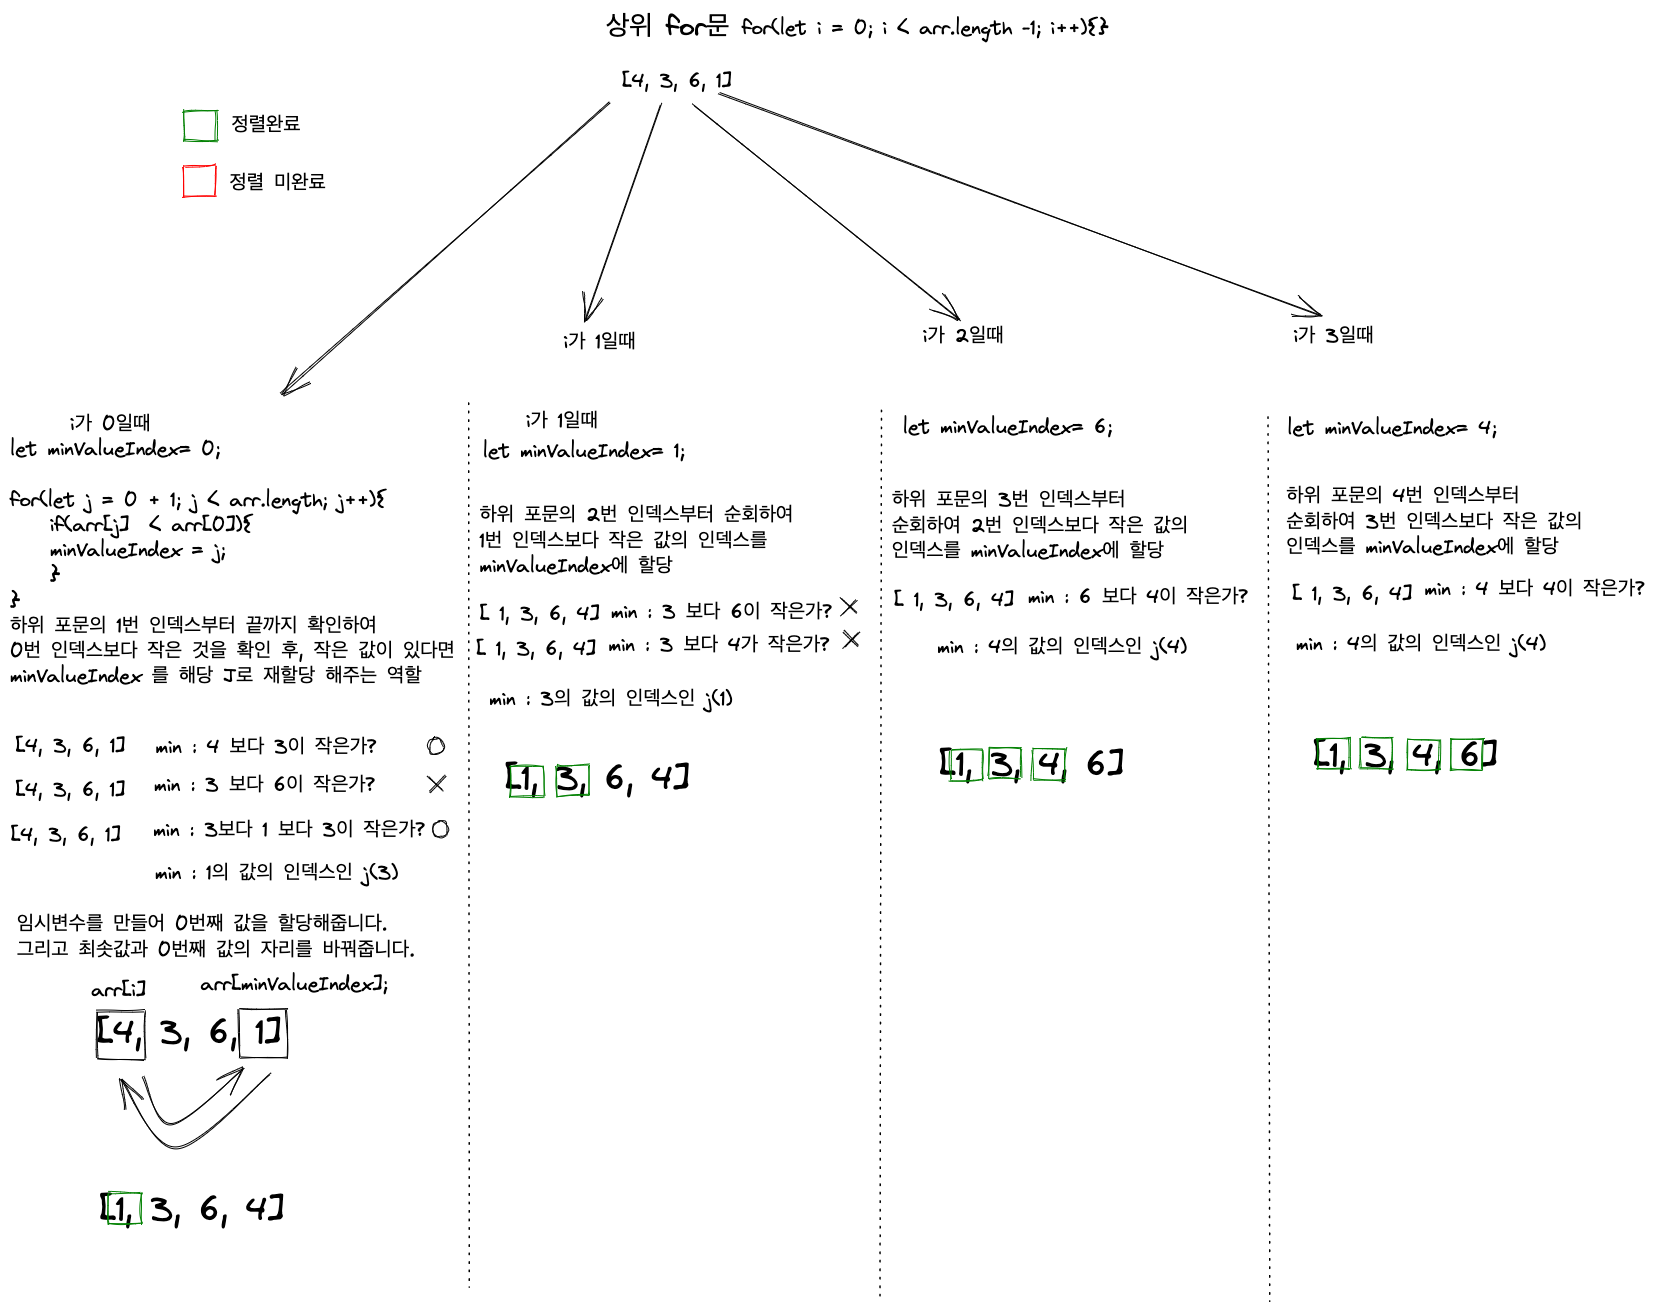 상위 for문 for(let i = 0; i < arr.length -1; i++){}
[4, 3, 6, 1]
정렬완료
정렬 미완료
i가 1일때
i가 2일때
i가 3일때
i가 0일때
let minValueIndex= 0;
for(let j = 0 + 1; j < arr.length; j++){
if(arr[j] < arr[0]){
minValueIndex = j;
}
}
하위 포문의 1번 인덱스부터 끝까지 확인하여
0번 인덱스보다 작은 것을 확인 후, 작은 값이 있다면
minValueIndex 를 해당 J로 재할당 해주는 역할
[4, 3, 6, 1] min : 4 보다 3이 작은가?
[4, 3, 6, 1] min : 3 보다 6이 작은가?
[4, 3, 6, 1] min : 3보다 1 보다 3이 작은가?
min : 1의 값의 인덱스인 j(3)
임시변수를 만들어 0번째 값을 할당해줍니다.
그리고 최솟값과 0번째 값의 자리를 바꿔줍니다.
arr[i] arr[minValueIndex];
[4, 3, 6, 1]
[1, 3, 6, 4]
i가 1일때
let minValueIndex= 1;
하위 포문의 2번 인덱스부터 순회하여
1번 인덱스보다 작은 값의 인덱스를
minValueIndex에 할당
[ 1, 3, 6, 4] min : 3 보다 6이 작은가?
[ 1, 3, 6, 4] min : 3 보다 4가 작은가?
min : 3의 값의 인덱스인 j(1)
[1, 3, 6, 4]
let minValueIndex= 6;
하위 포문의 3번 인덱스부터
순회하여 2번 인덱스보다 작은 값의
인덱스를 minValueIndex에 할당
[ 1, 3, 6, 4] min : 6 보다 4이 작은가?
min : 4의 값의 인덱스인 j(4)
[1, 3, 4, 6]
let minValueIndex= 4;
하위 포문의 4번 인덱스부터
순회하여 3번 인덱스보다 작은 값의
인덱스를 minValueIndex에 할당
[ 1, 3, 6, 4] min : 4 보다 4이 작은가?
min : 4의 값의 인덱스인 j(4)
[1, 3, 4, 6]